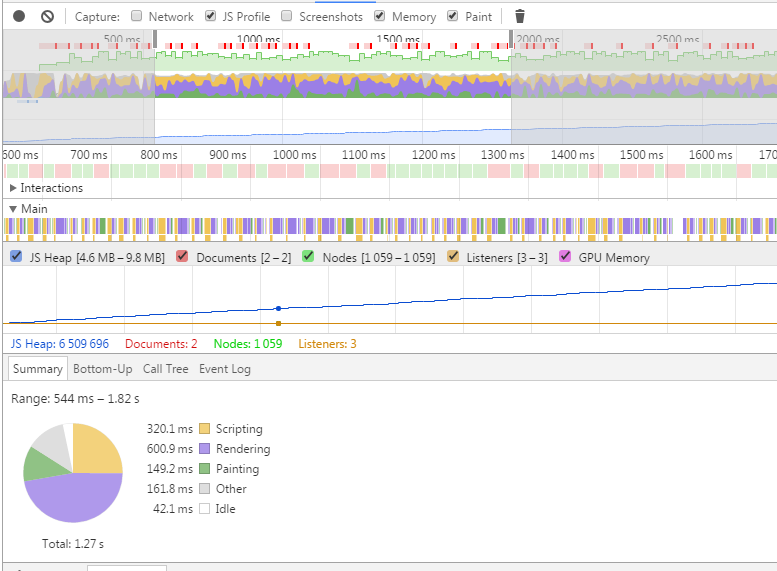 Capture: Network JS Profile Screenshots Memory Paint
500 ms 1000 ms 1500 ms 2000 ms 2500 ms
600 ms 700 ms 800 ms 900 ms 1000 ms 1100 ms 1200 ms 1300 ms 1400 ms 1500 ms 1600 ms 170
Interactions
Main
JS Heap [4.6 MB – 9.8 MB] Documents [2 – 2] Nodes [1 059 – 1 059] Listeners [3 – 3] GPU Memory
JS Heap: 6 509 696 Documents: 2 Nodes: 1 059 Listeners: 3
Summary Bottom-Up Call Tree Event Log
Range: 544 ms – 1.82 s
320.1 ms Scripting
600.9 ms Rendering
149.2 ms Painting
161.8 ms Other
42.1 ms Idle
Total: 1.27 s